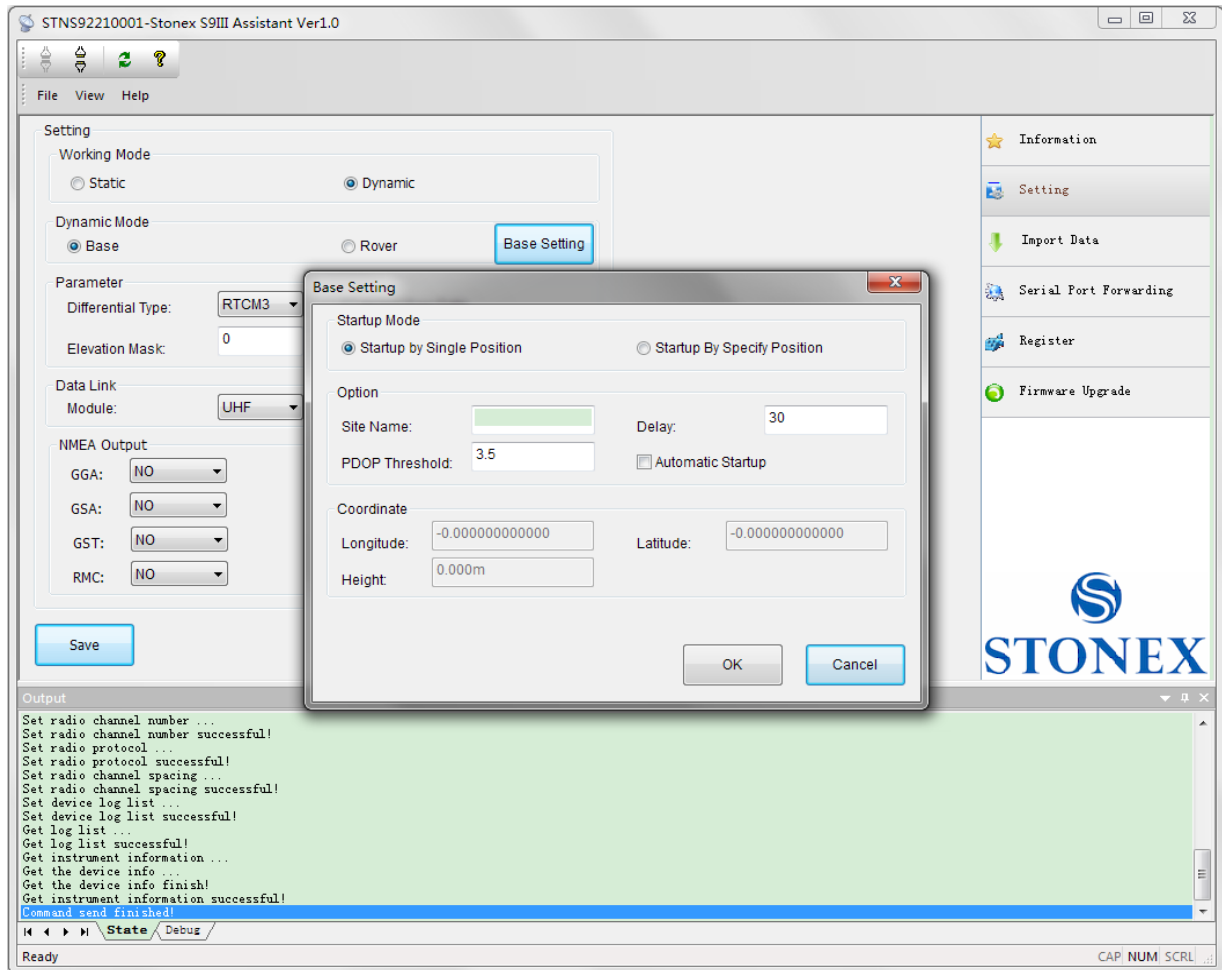 STNS92210001-Stonex S9III Assistant Ver1.0
File View Help
Setting
Working Mode
Static Dynamic
Dynamic Mode
Base Rover Base Setting
Parameter
Differential Type: RTCM3
Elevation Mask: 0
Data Link
Module: UHF
NMEA Output
GGA: NO
GSA: NO
GST: NO
RMC: NO
Save
Base Setting
Startup Mode
Startup by Single Position Startup By Specify Position
Option
Site Name: Delay: 30
PDOP Threshold: 3.5 Automatic Startup
Coordinate
Longitude: -0.000000000000 Latitude: -0.000000000000
Height: 0.000m
OK Cancel
Information
Setting
Import Data
Serial Port Forwarding
Register
Firmware Upgrade
STONEX
Output
Set radio channel number ...
Set radio channel number successful!
Set radio protocol ...
Set radio protocol successful!
Set radio channel spacing ...
Set radio channel spacing successful!
Set device log list ...
Set device log list successful!
Get log list ...
Get log list successful!
Get instrument information ...
Get the device info ...
Get the device info finish!
Get instrument information successful!
Command send finished!
State Debug
Ready CAP NUM SCRL